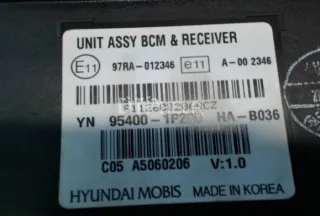 UNIT ASSY BCM & RECEIVER
E11 97RA-012346 e11 A-00 2346
YN 95400- HA-B036
C05 A5060206 V:1.0
HYUNDAI MOBIS MADE IN KOREA